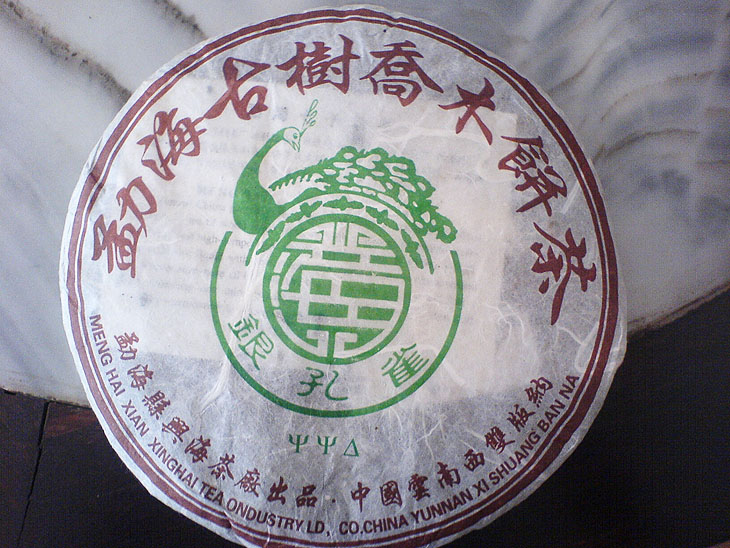 勐海古樹喬木餅茶
銀孔雀
ΨΨΔ
勐海縣興海茶廠出品·中國雲南西雙版納
MENG HAI XIAN XINGHAI TEA ONDUSTRY LD, CO.CHINA YUNNAN XI SHUANG BAN NA